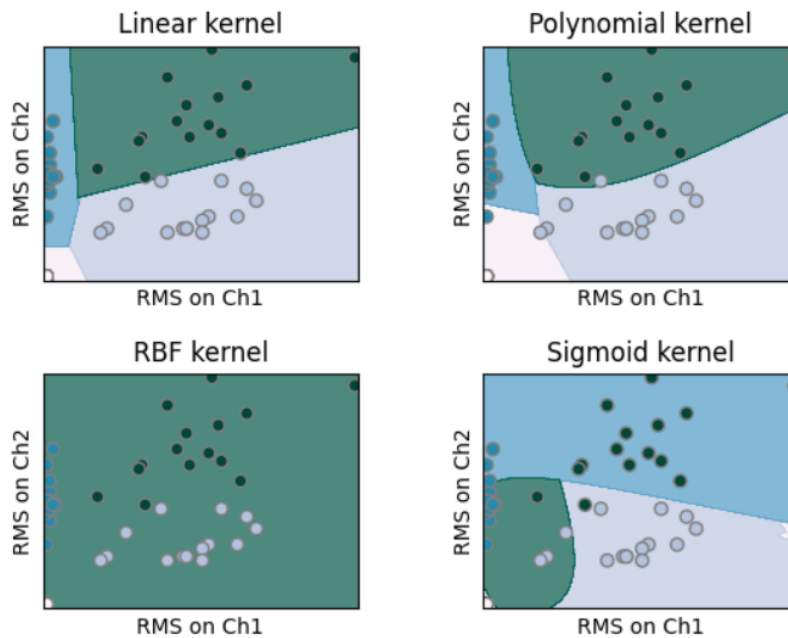 Linear kernel
RMS on Ch2
RMS on Ch1
Polynomial kernel
RMS on Ch2
RMS on Ch1
RBF kernel
RMS on Ch2
RMS on Ch1
Sigmoid kernel
RMS on Ch2
RMS on Ch1